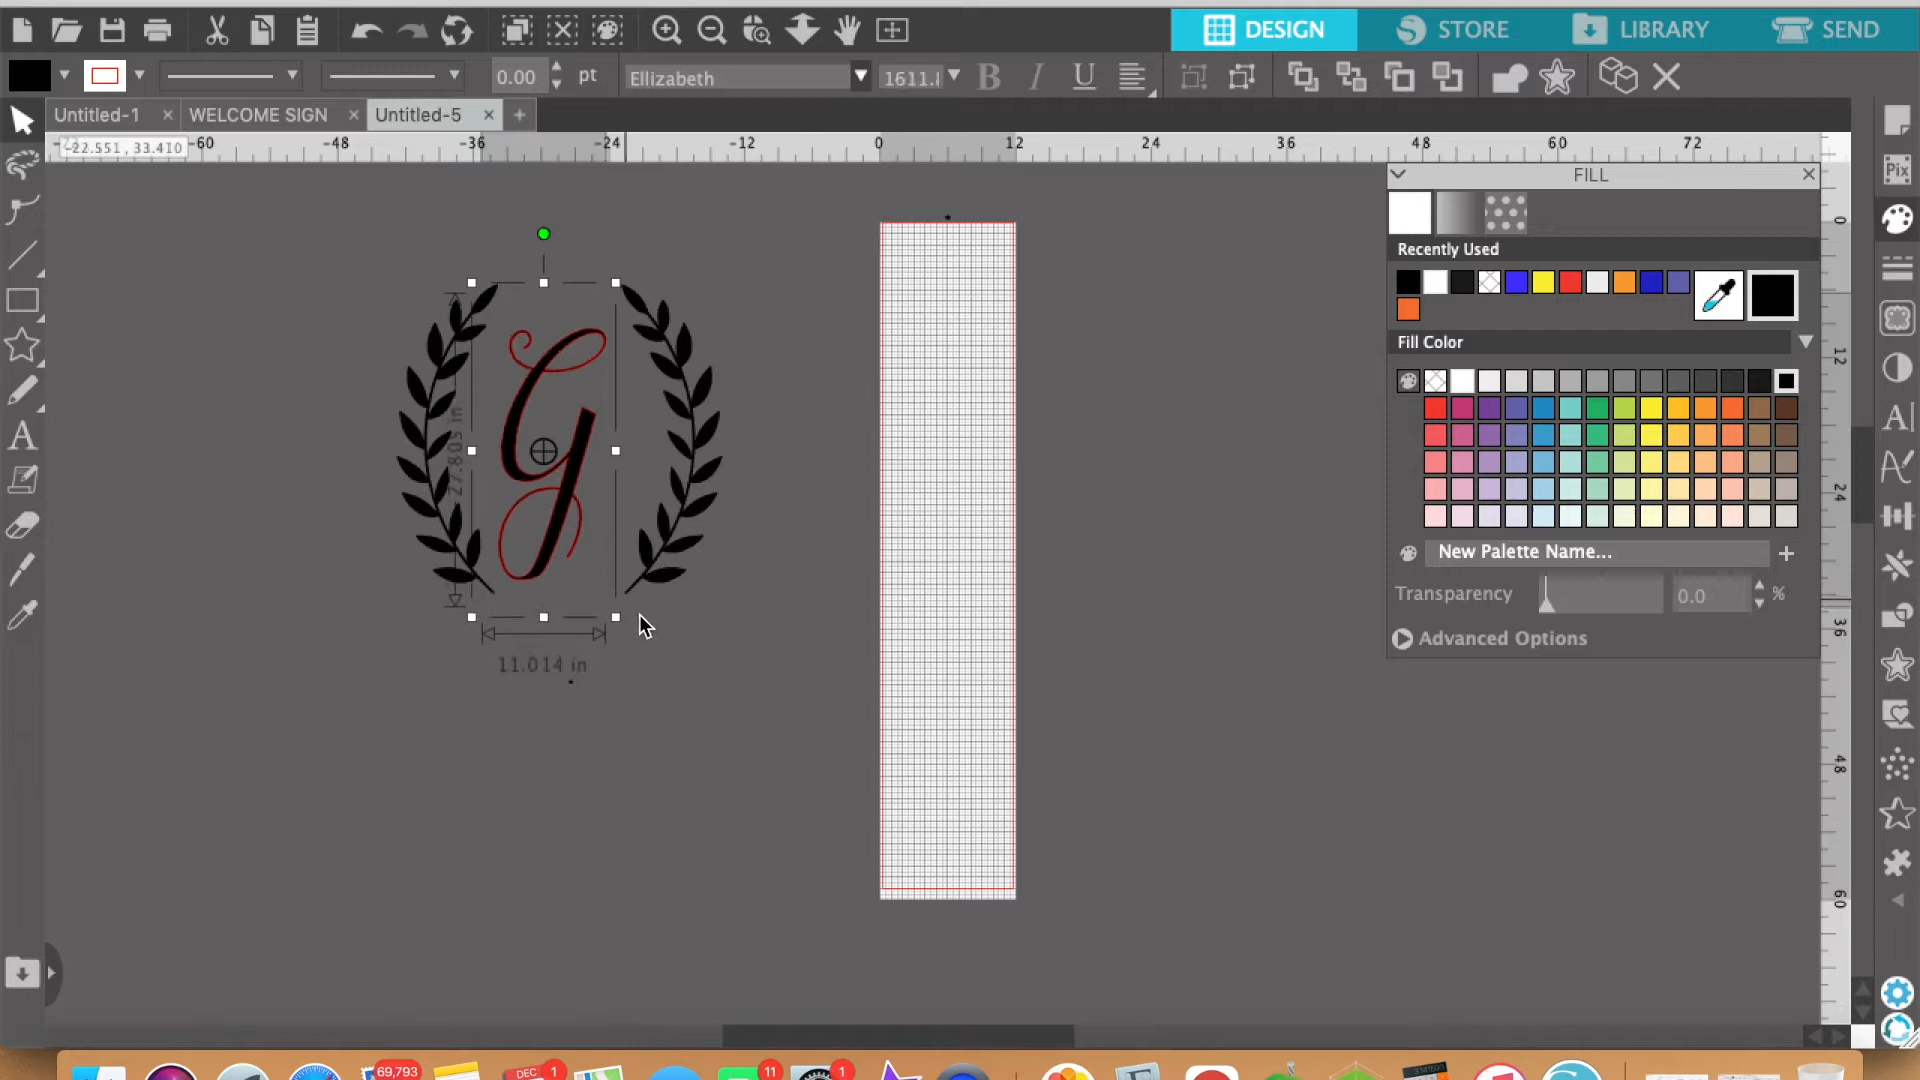 DESIGN STORE LIBRARY SEND
0.00 pt Ellizabeth 1611. B I U
Untitled-1 × WELCOME SIGN × Untitled-5 × +
-22.551 , 33.410 -60 -48 -36 -24 -12 0 12 24 36 48 60 72
FILL
Pix
Recently Used
Fill Color
0
12
24
36
48
60
G
27.805 in
11.014 in
New Palette Name... +
Transparency 0.0 %
Advanced Options
A
69,793 DEC 1 11 1